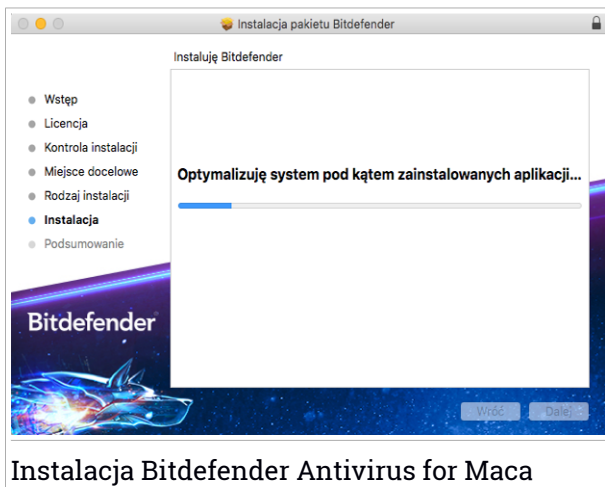 Instalacja pakietu Bitdefender
Instaluję Bitdefender
Wstęp
Licencja
Kontrola instalacji
Miejsce docelowe
Rodzaj instalacji
Instalacja
Podsumowanie
Optymalizuję system pod kątem zainstalowanych aplikacji...
Bitdefender
Wróć
Dalej
Instalacja Bitdefender Antivirus for Maca